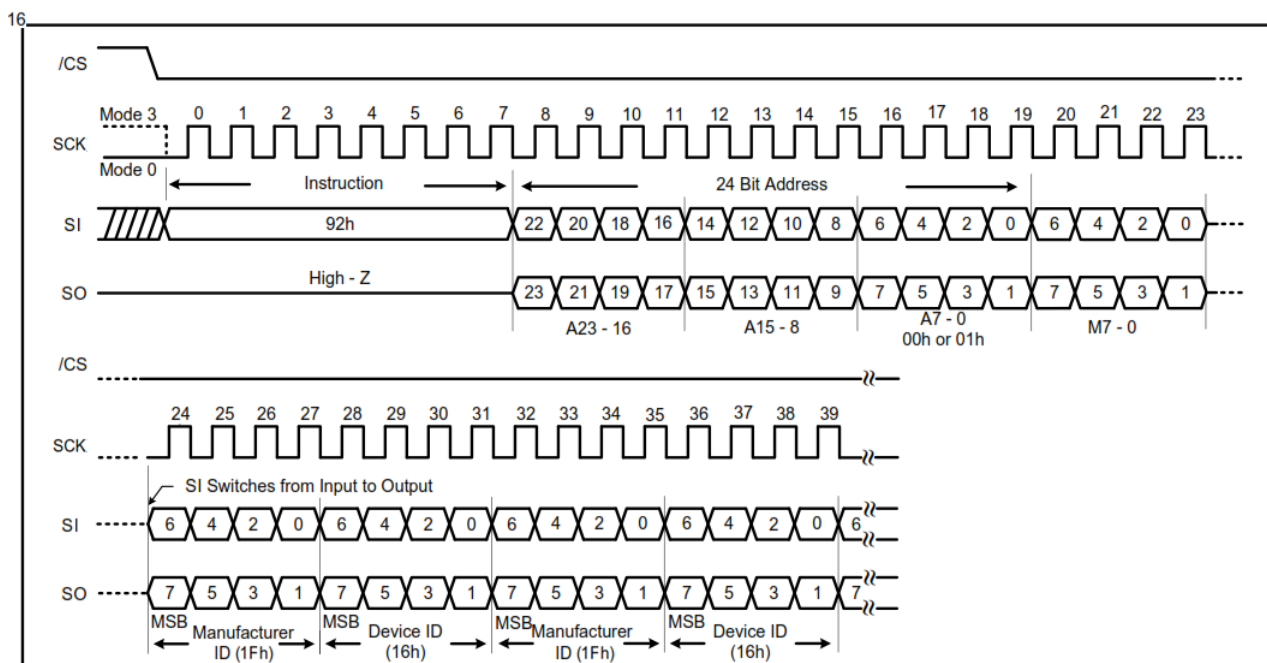 16
/CS
Mode 3 0 1 2 3 4 5 6 7 8 9 10 11 12 13 14 15 16 17 18 19 20 21 22 23
SCK
Mode 0
Instruction 24 Bit Address
SI 92h 22 20 18 16 14 12 10 8 6 4 2 0 6 4 2 0
High - Z
SO 23 21 19 17 15 13 11 9 7 5 3 1 7 5 3 1
A23 - 16 A15 - 8 A7 - 0 M7 - 0
00h or 01h
/CS
24 25 26 27 28 29 30 31 32 33 34 35 36 37 38 39
SCK
SI Switches from Input to Output
SI 6 4 2 0 6 4 2 0 6 4 2 0 6 4 2 0 6
SO 7 5 3 1 7 5 3 1 7 5 3 1 7 5 3 1 7
MSB MSB MSB MSB
Manufacturer Device ID Manufacturer Device ID
ID (1Fh) (16h) ID (1Fh) (16h)